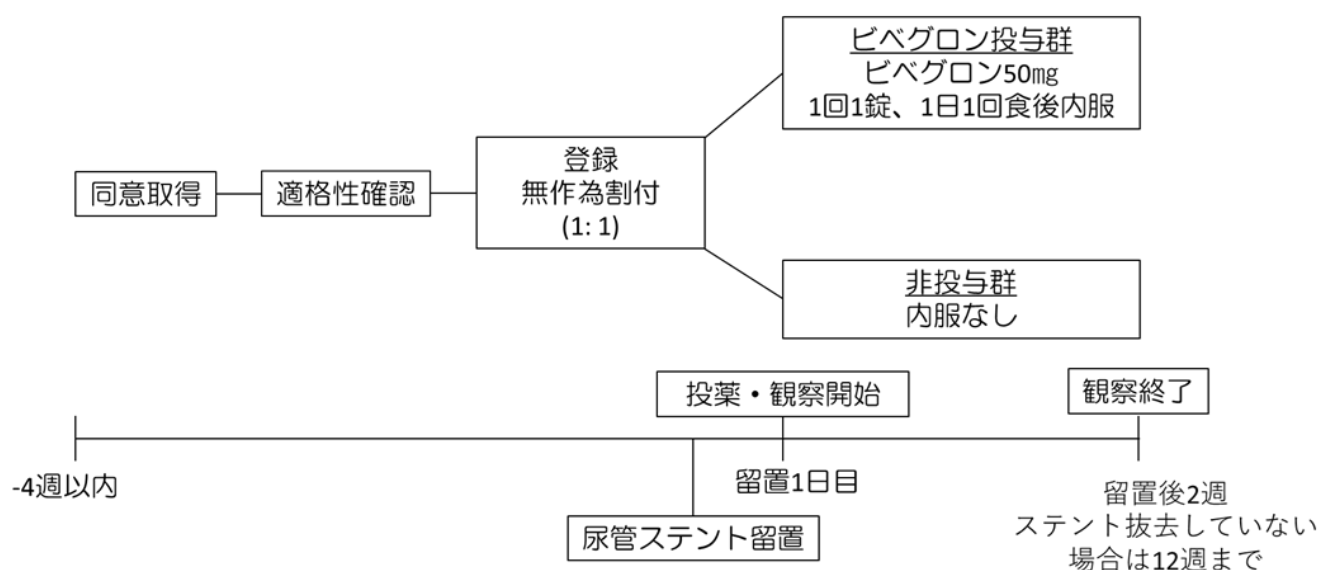 ビベグロン投与群
ビベグロン50㎎
1回1錠、1日1回食後内服
同意取得
適格性確認
登録
無作為割付
(1: 1)
非投与群
内服なし
投薬・観察開始
観察終了
-4週以内
留置1日目
尿管ステント留置
留置後2週
ステント抜去していない
場合は12週まで